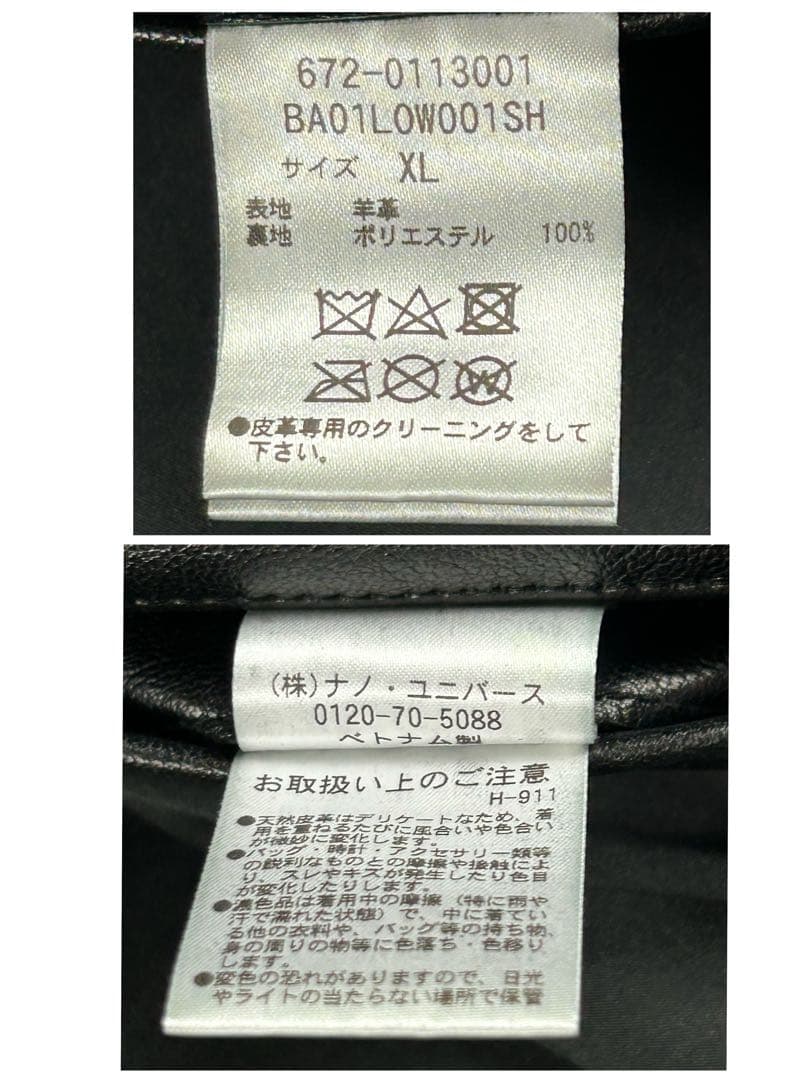 672-0113001
BA01LOW001SH
サイズ XL
表地 羊革
裏地 ポリエステル 100%
W
●皮革専用のクリーニングをして
下さい。
(株)ナノ・ユニバース
0120-70-5088
ベトナム製
お取扱い上のご注意
H-911
●天然皮革はデリケートなため、着
用を重ねるたびに風合いや色合い
が微妙に変化します。
●バッグ・時計・アクセサリー類等
の鋭利なものとの摩擦や接触によ
り、スレやキズが発生したり色目
が変化したりします。
●濃色品は着用中の摩擦(特に雨や
汗で濡れた状態)で、中に着てい
る他の衣料や、バッグ等の持ち物、
身の周りの物等に色落ち・色移り
します。
●変色の恐れがありますので、日光
やライトの当たらない場所で保管